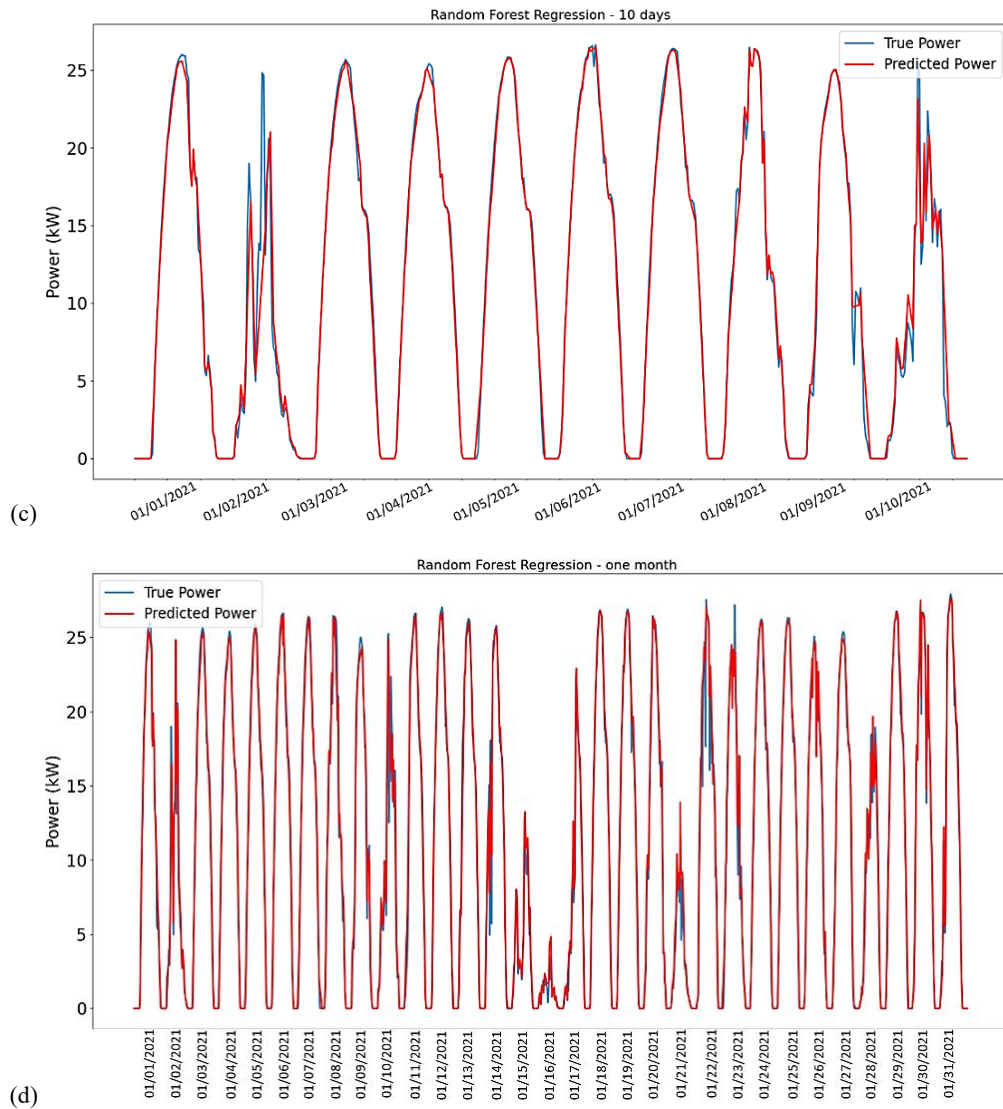 Random Forest Regression - 10 days
True Power
Predicted Power
Power (kW)
25
20
15
10
5
0
01/01/2021 01/02/2021 01/03/2021 01/04/2021 01/05/2021 01/06/2021 01/07/2021 01/08/2021 01/09/2021 01/10/2021
(c)
Random Forest Regression - one month
True Power
Predicted Power
Power (kW)
25
20
15
10
5
0
01/01/2021 01/02/2021 01/03/2021 01/04/2021 01/05/2021 01/06/2021 01/07/2021 01/08/2021 01/09/2021 01/10/2021 01/11/2021 01/12/2021 01/13/2021 01/14/2021 01/15/2021 01/16/2021 01/17/2021 01/18/2021 01/19/2021 01/20/2021 01/21/2021 01/22/2021 01/23/2021 01/24/2021 01/25/2021 01/26/2021 01/27/2021 01/28/2021 01/29/2021 01/30/2021 01/31/2021
(d)